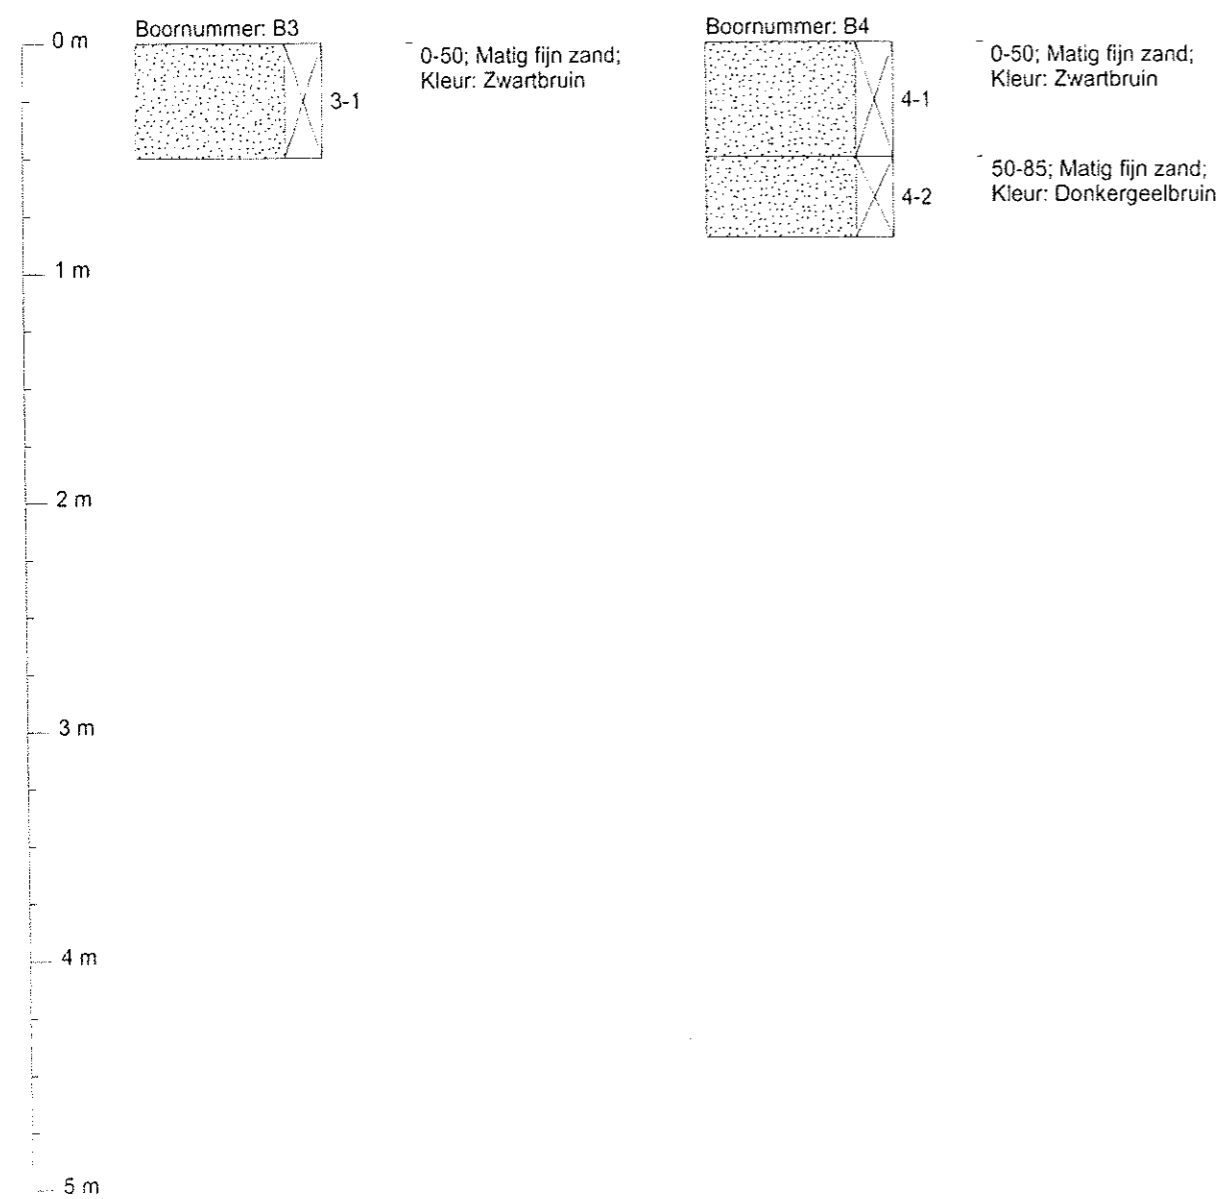 Boornummer: B3
0-50; Matig fijn zand;
Kleur: Zwartbruin
3-1
Boornummer: B4
0-50; Matig fijn zand;
Kleur: Zwartbruin
4-1
50-85; Matig fijn zand;
Kleur: Donkergeelbruin
4-2
0 m
1 m
2 m
3 m
4 m
5 m